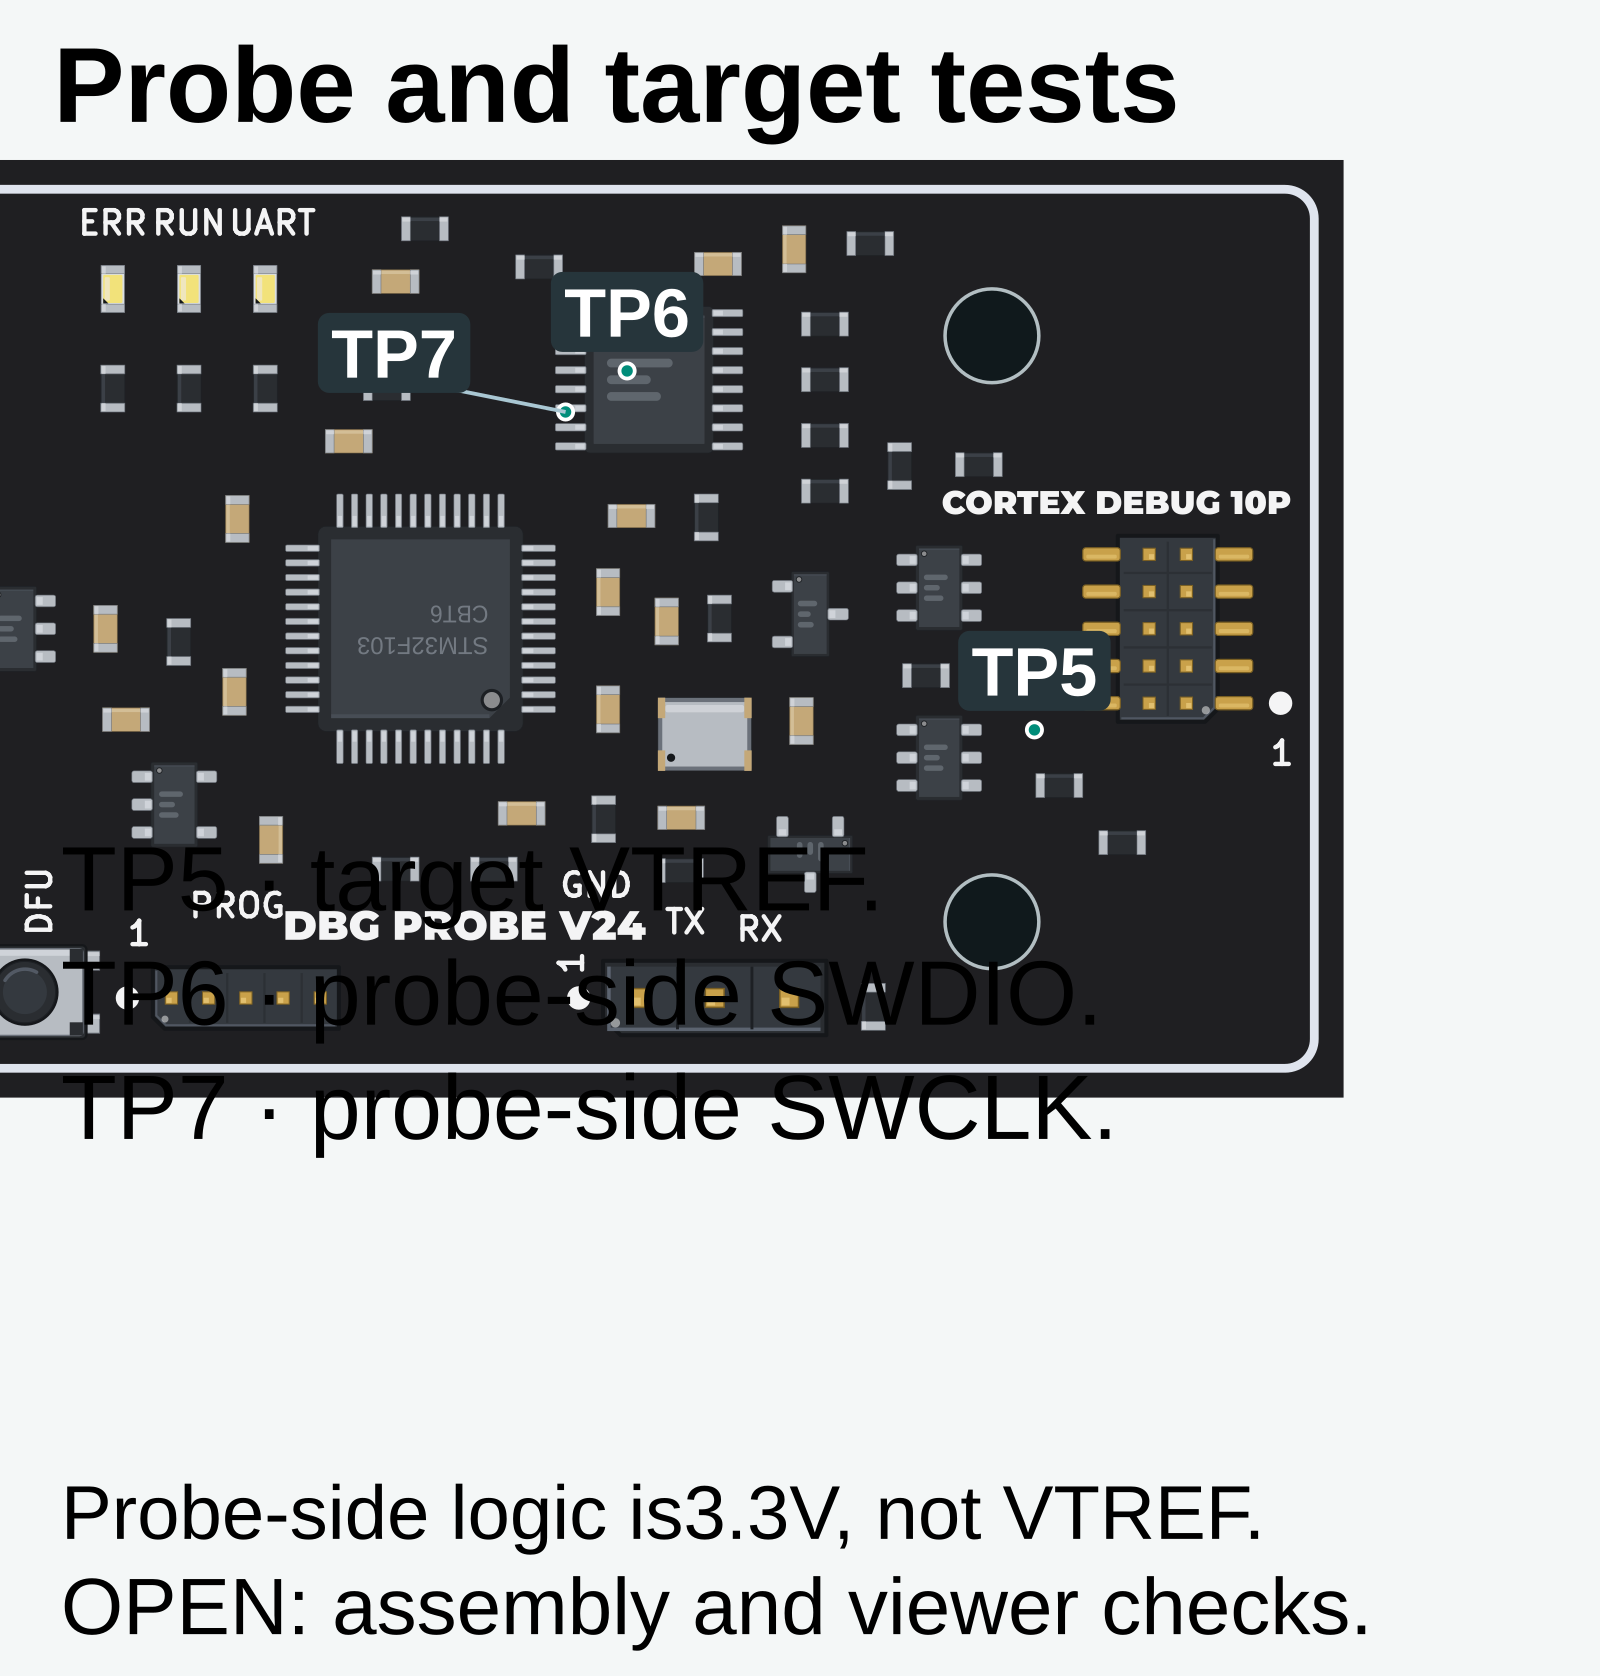 Probe and target tests
ERR RUN UART
TP6
TP7
CORTEX DEBUG 10P
CBT6
STM32F103
TP5
1
TP5 · target VTREF.
DFU
1
PROG
GND
DBG PROBE V24
TX
RX
1
TP6 · probe-side SWDIO.
TP7 · probe-side SWCLK.
Probe-side logic is3.3V, not VTREF.
OPEN: assembly and viewer checks.